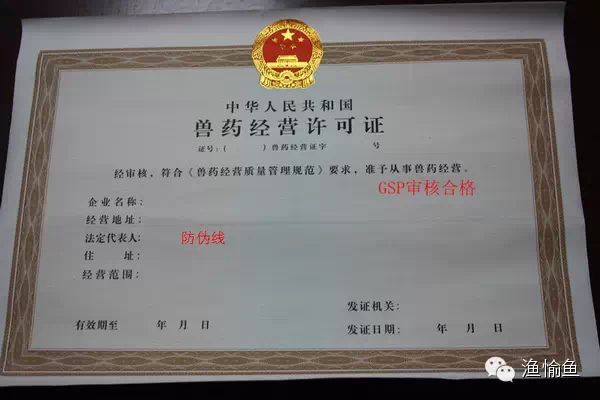 中华人民共和国
兽药经营许可证
证号:( )兽药经营证字 号
经审核,符合《兽药经营质量管理规范》要求,准予从事兽药经营。
GSP审核合格
企业名称:
经营地址:
法定代表人:
防伪线
住 址:
经营范围:
发证机关:
有效期至 年 月 日
发证日期: 年 月 日
渔愉鱼